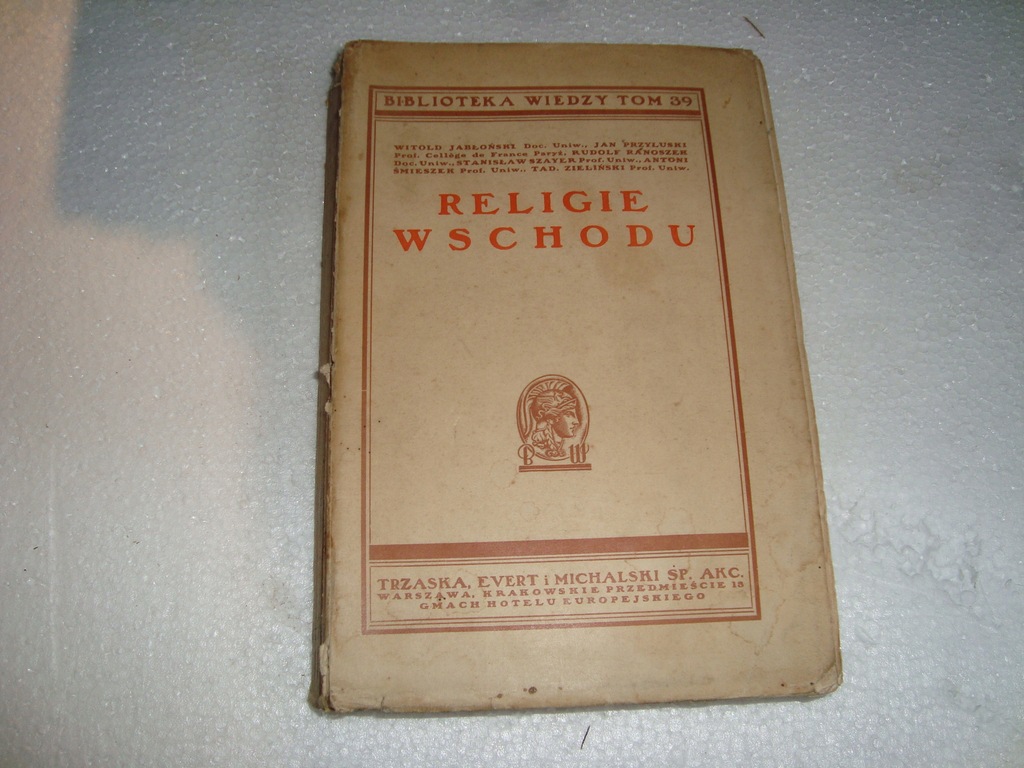 BIBLIOTEKA WIEDZY TOM 39
WITOLD JABŁOŃSKI Doc. Uniw., JAN PRZYLUSKI
Prof. Collège de France Paryż, RUDOLF RANOSZEK
Doc. Uniw., STANISŁAW SZAYER Prof. Uniw., ANTONI
ŚMIESZEK Prof. Uniw., TAD. ZIELIŃSKI Prof. Uniw.
RELIGIE
WSCHODU
B W
TRZASKA, EVERT i MICHALSKI SP. AKC.
WARSZAWA, KRAKOWSKIE PRZEDMIEŚCIE 13
GMACH HOTELU EUROPEJSKIEGO